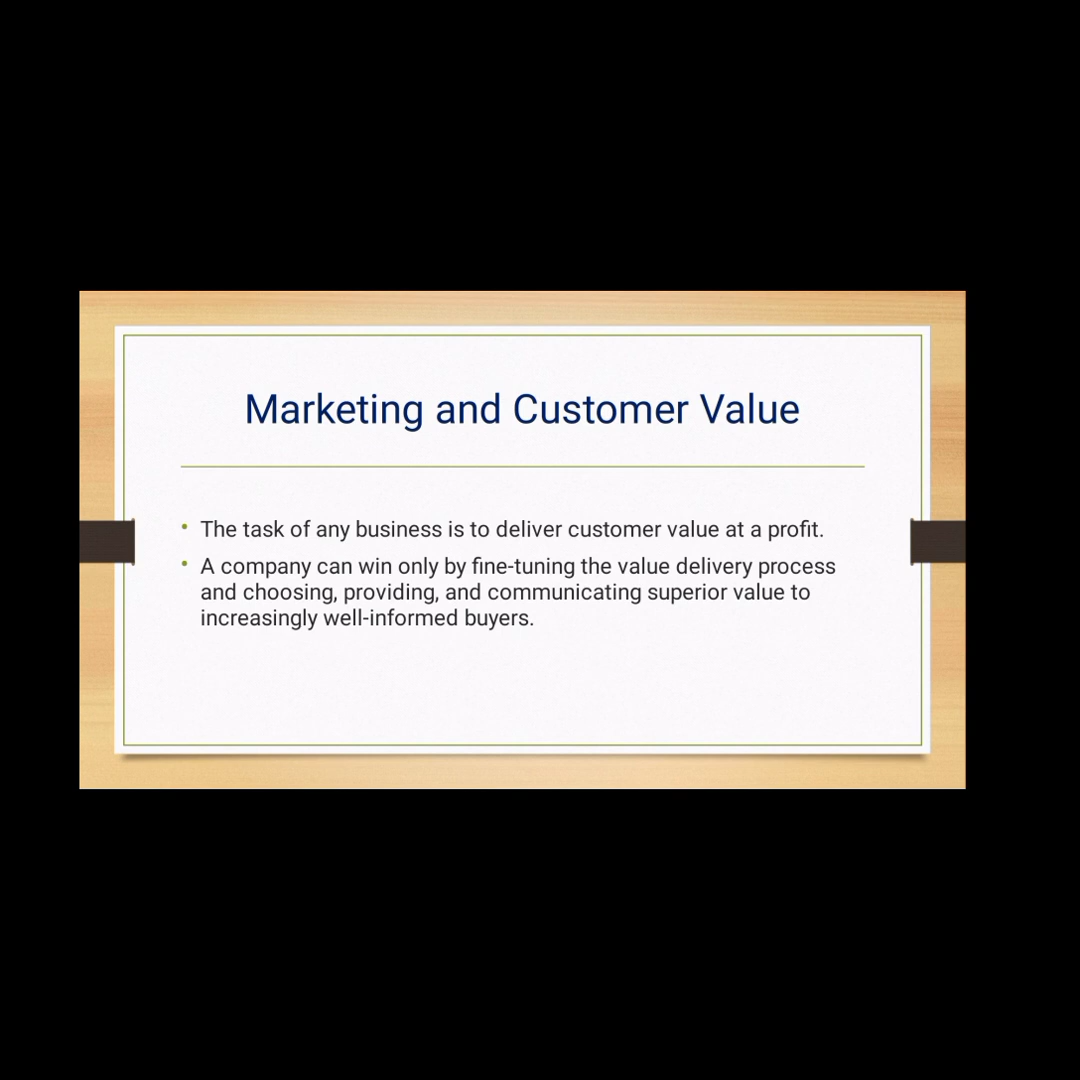 Marketing and Customer Value
• The task of any business is to deliver customer value at a profit.
• A company can win only by fine-tuning the value delivery process
and choosing, providing, and communicating superior value to
increasingly well-informed buyers.